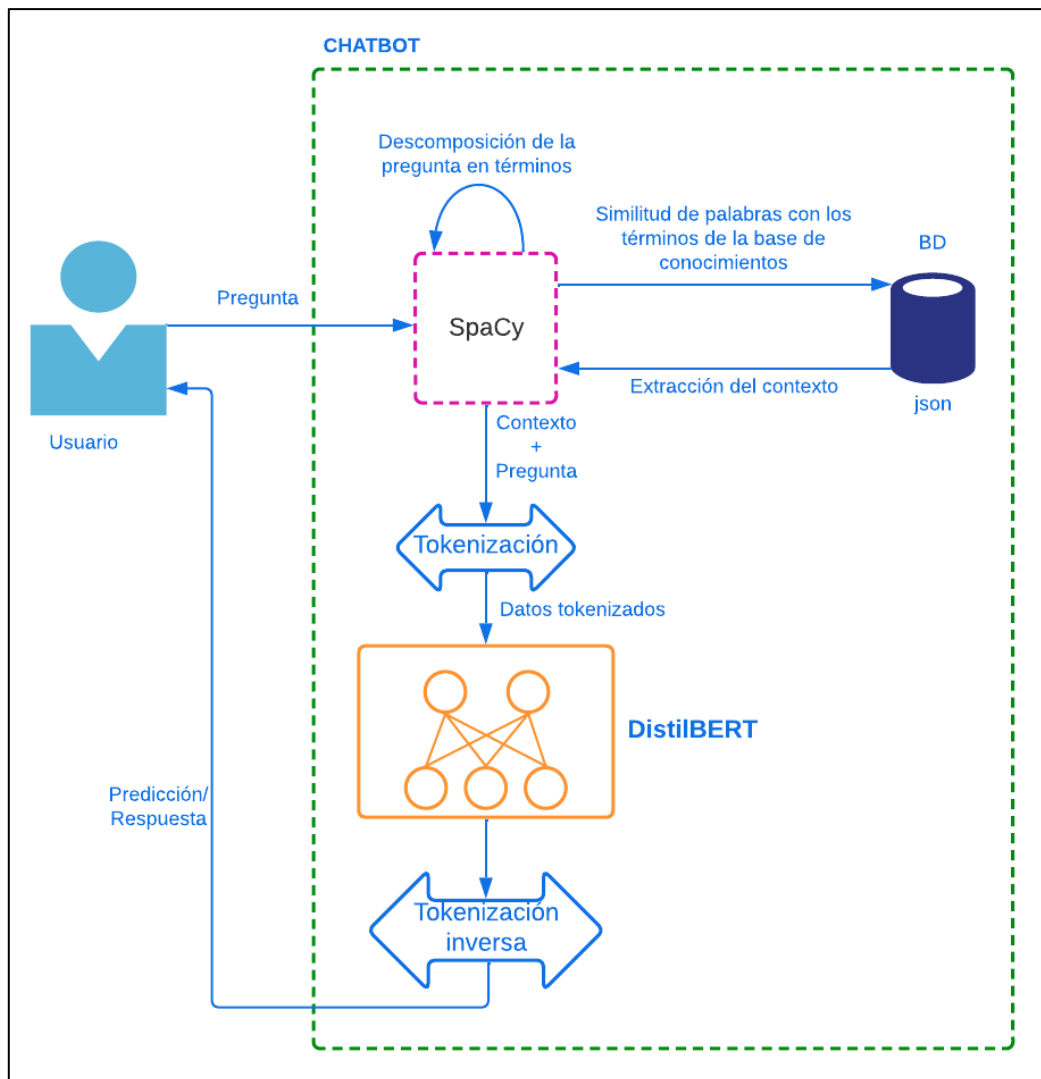 CHATBOT
Descomposición de la
pregunta en términos
Similitud de palabras con los
términos de la base de
conocimientos
BD
Pregunta
SpaCy
Extracción del contexto
json
Usuario
Contexto
+
Pregunta
Tokenización
Datos tokenizados
DistilBERT
Predicción/
Respuesta
Tokenización
inversa